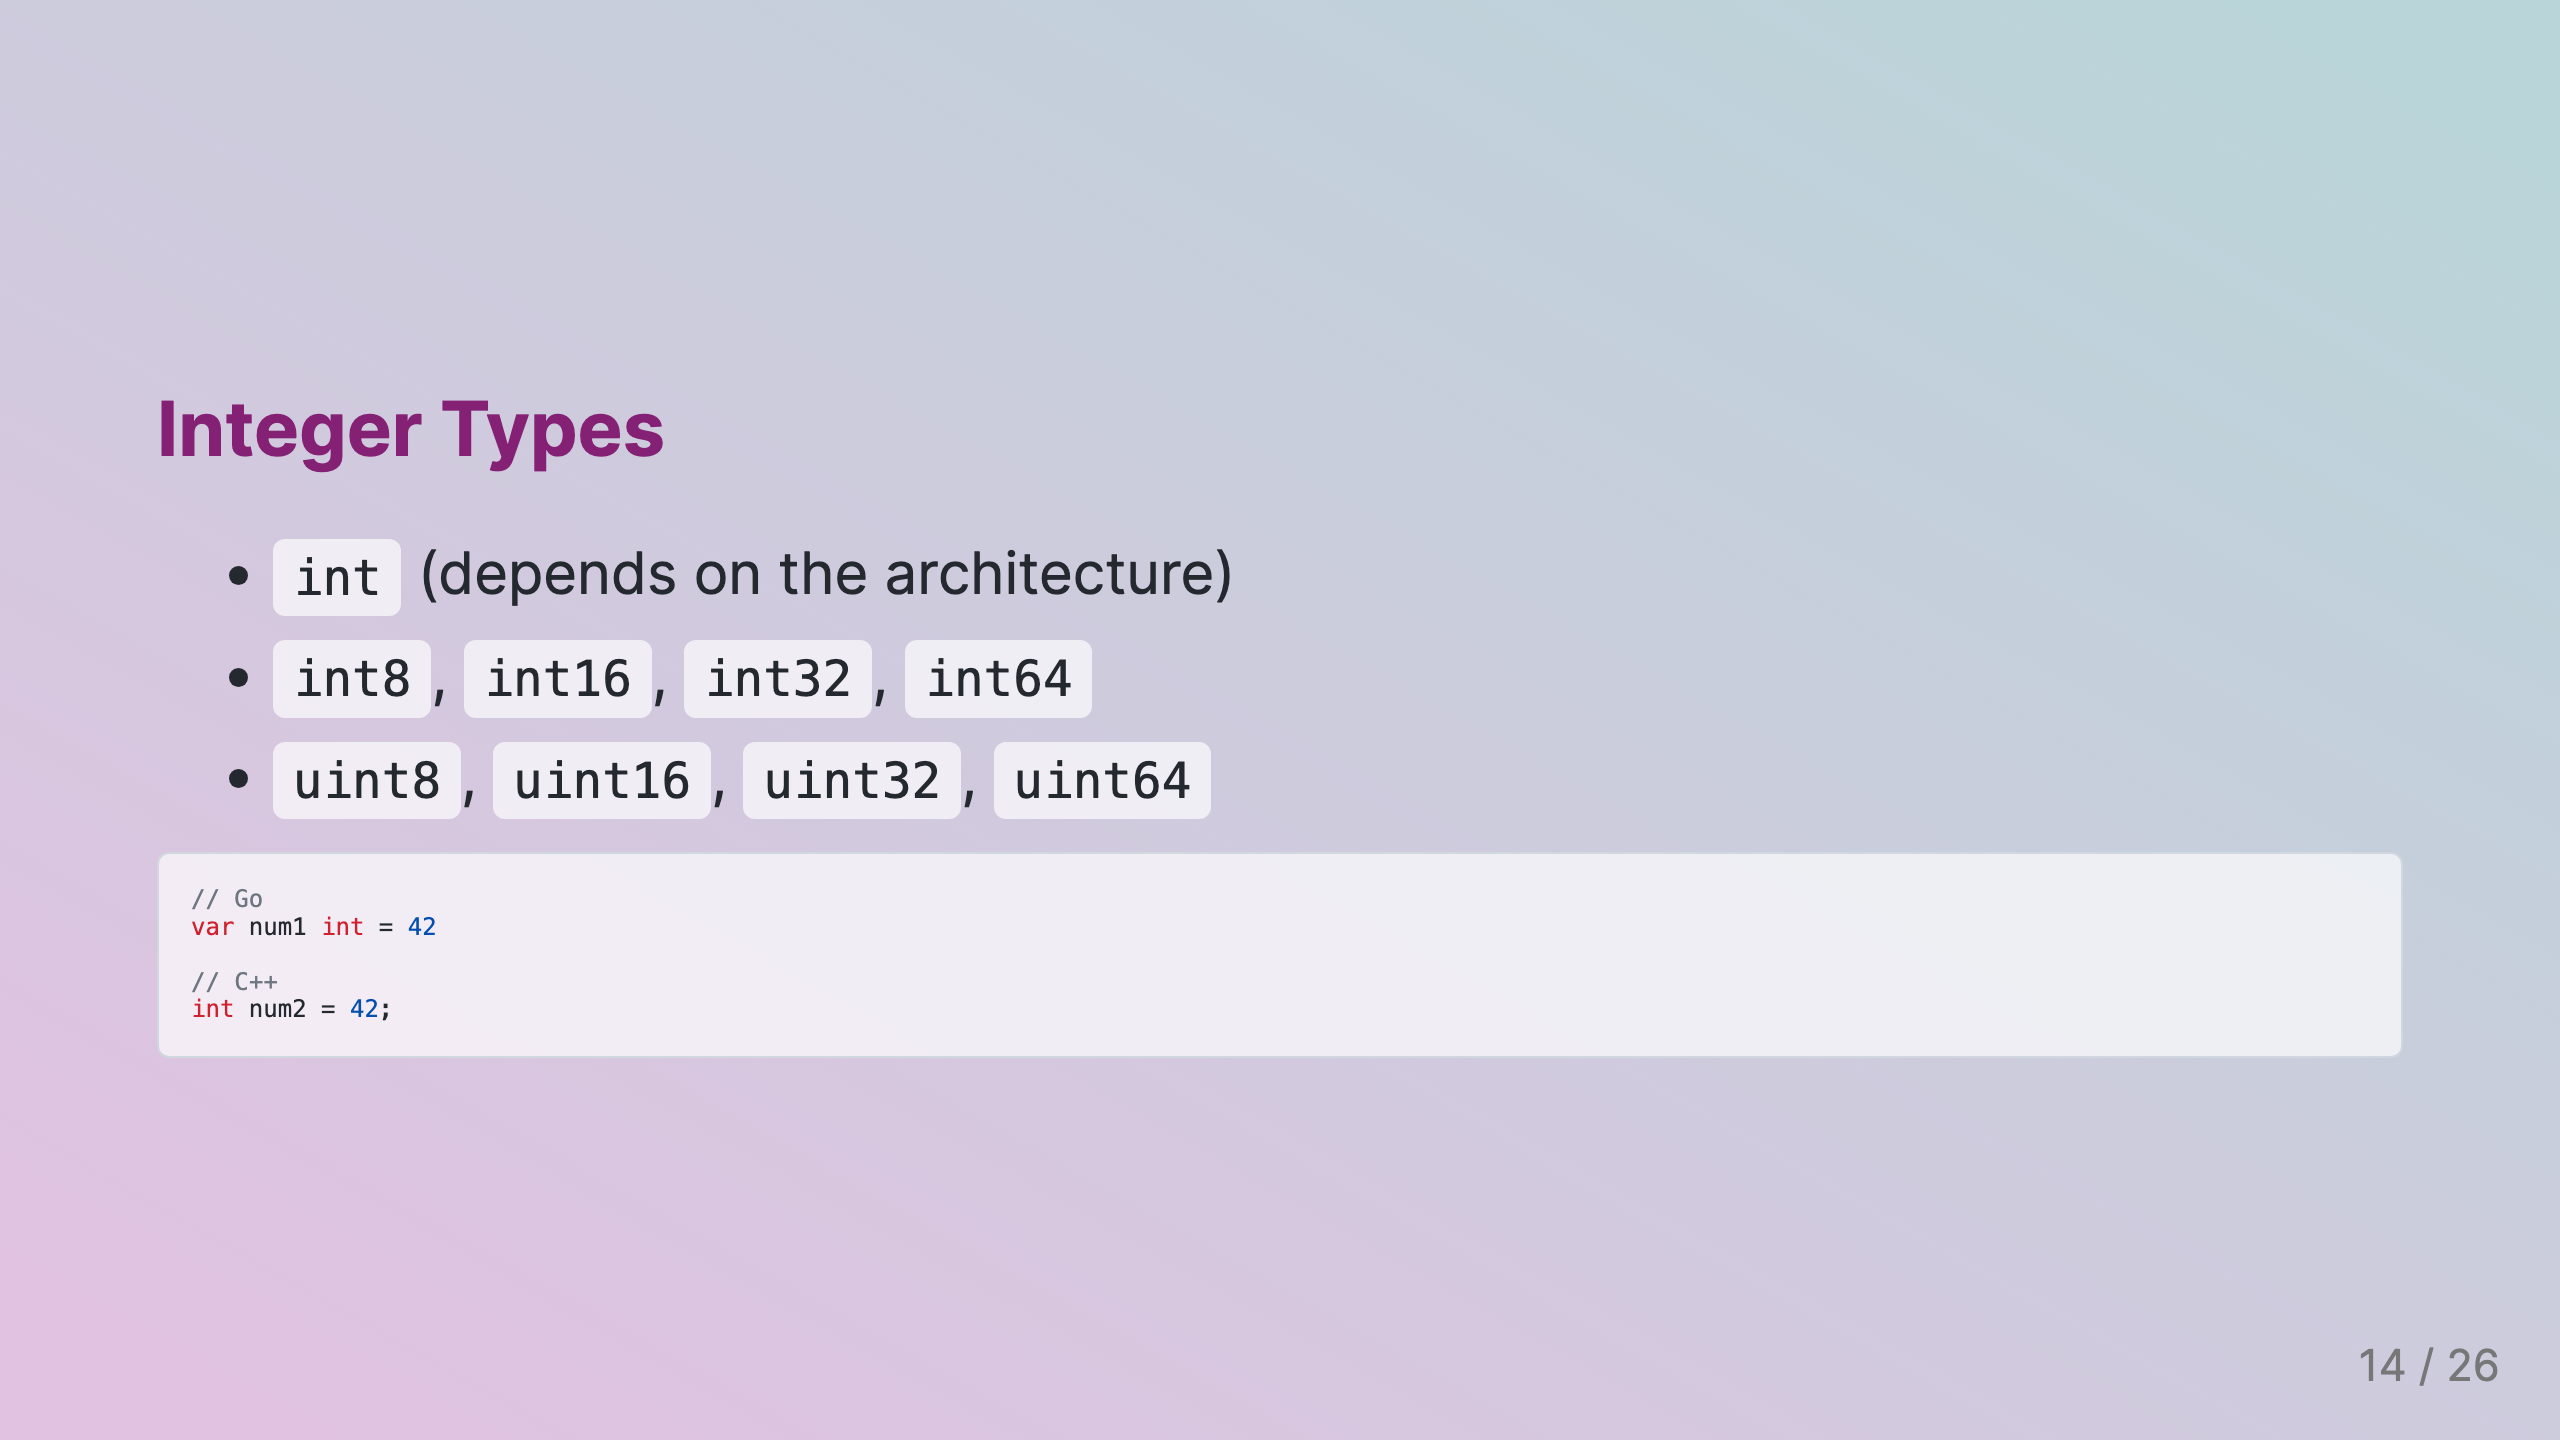 Integer Types
• int (depends on the architecture)
• int8, int16, int32, int64
• uint8, uint16, uint32, uint64
// Go
var num1 int = 42
// C++
int num2 = 42;
14 / 26